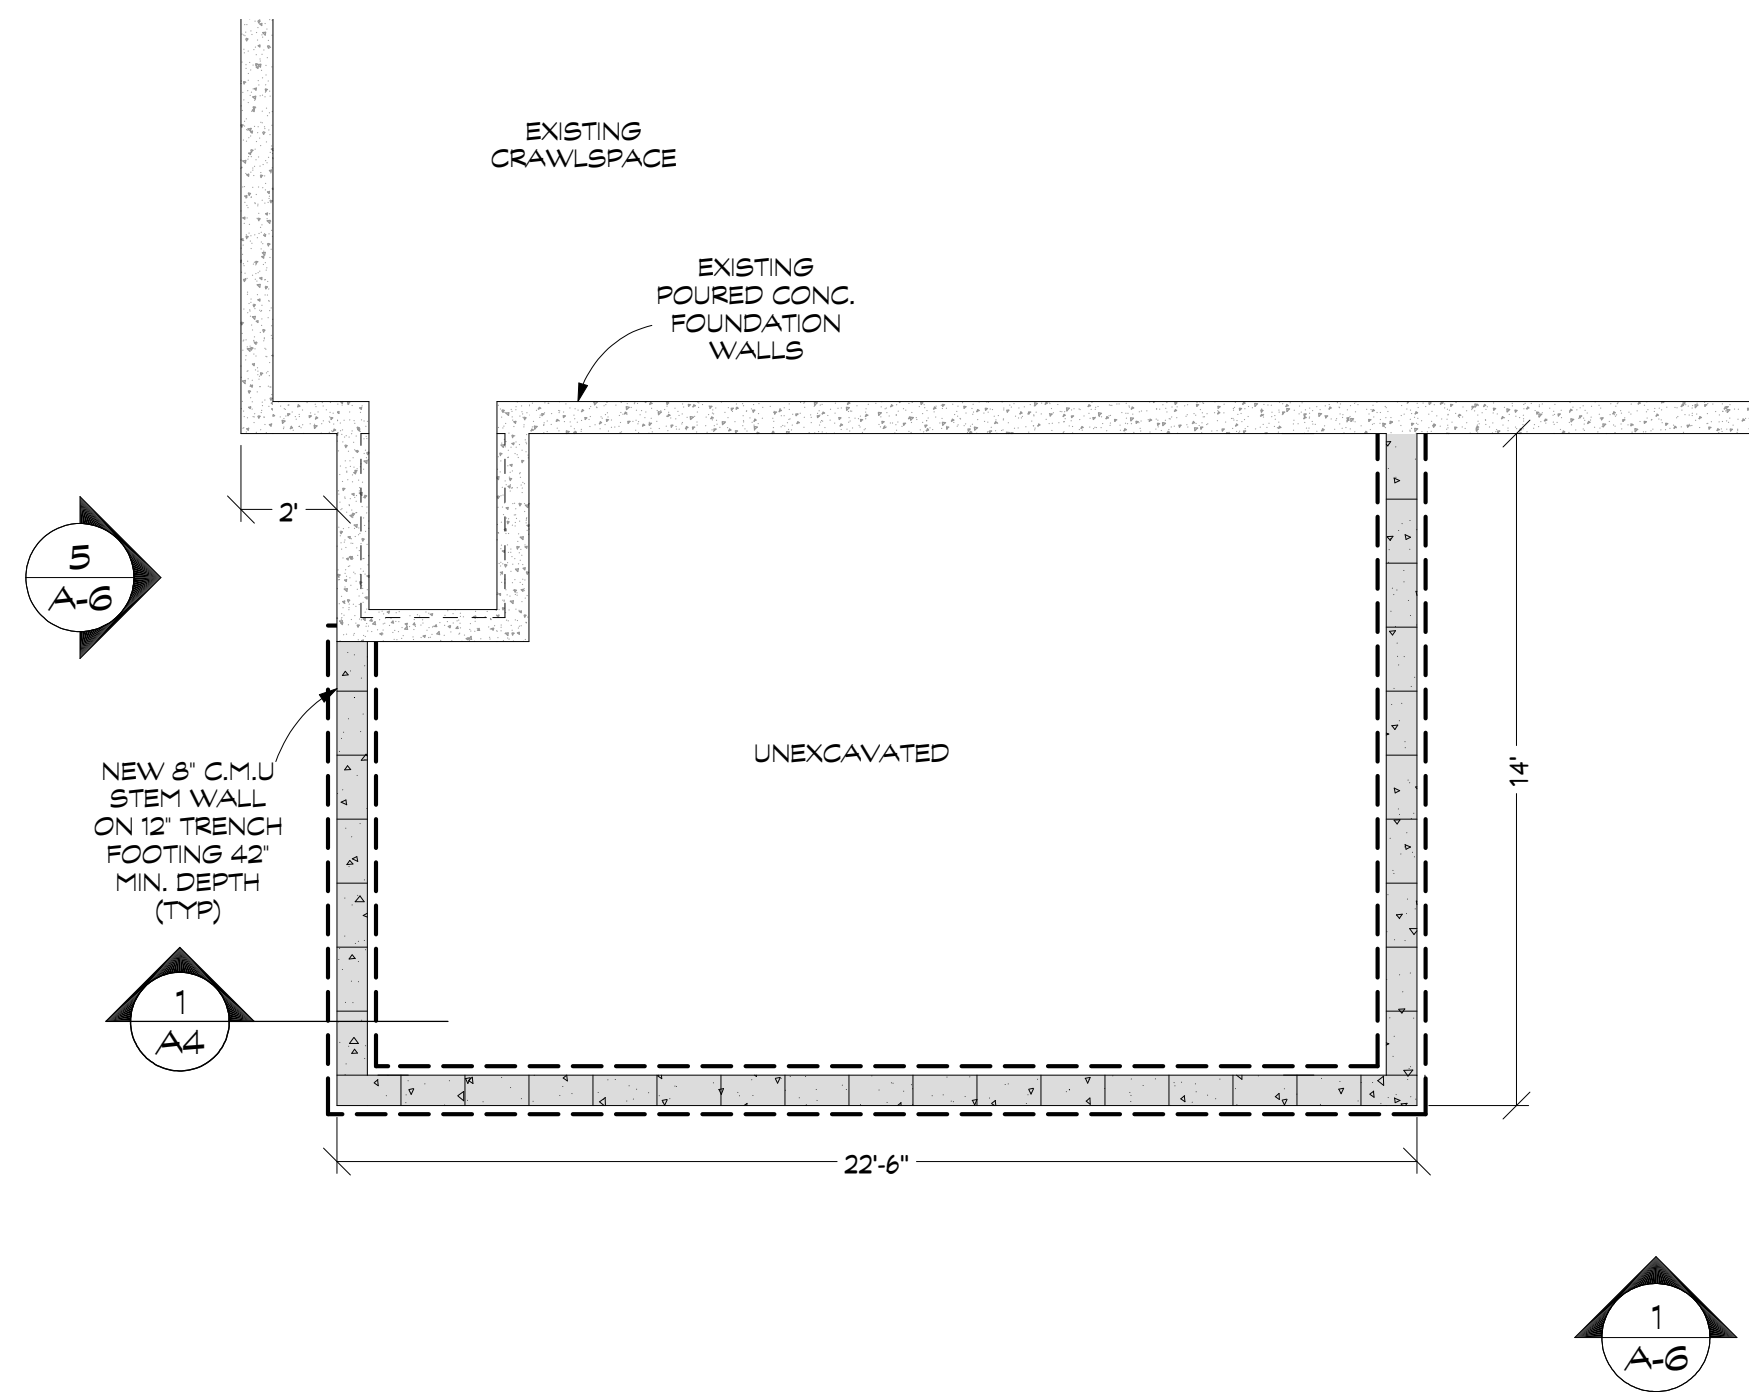 EXISTING
CRAWLSPACE
EXISTING
POURED CONC.
FOUNDATION
WALLS
2'
5
A-6
14'
UNEXCAVATED
NEW 8" C.M.U
STEM WALL
ON 12" TRENCH
FOOTING 42"
MIN. DEPTH
(TYP)
1
A4
22'-6"
1
A-6